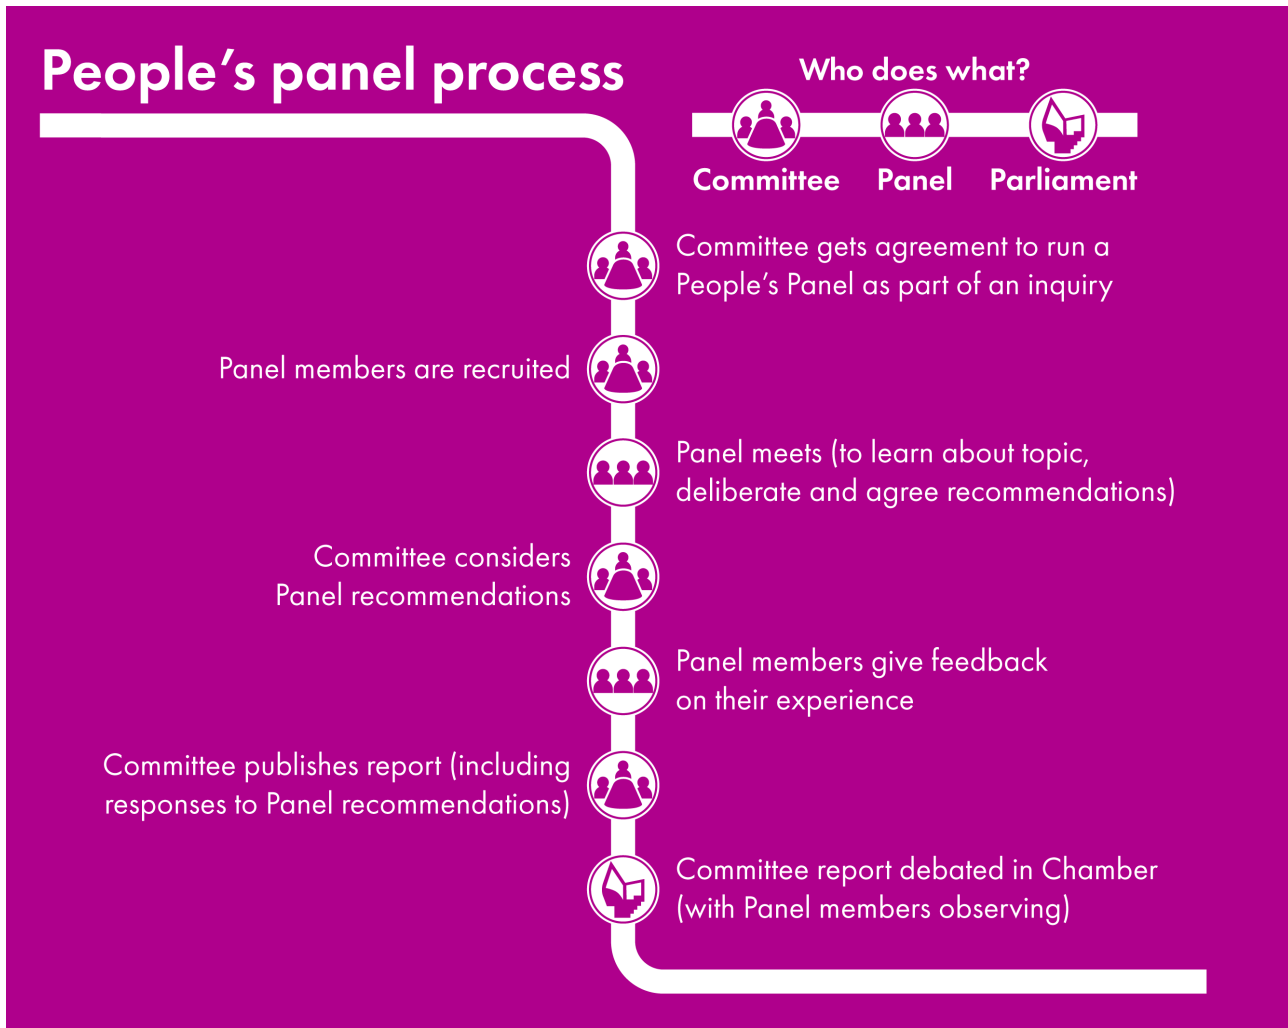 People’s panel process
Who does what?
Committee
Panel
Parliament
Committee gets agreement to run a
People’s Panel as part of an inquiry
Panel members are recruited
Panel meets (to learn about topic,
deliberate and agree recommendations)
Committee considers
Panel recommendations
Panel members give feedback
on their experience
Committee publishes report (including
responses to Panel recommendations)
Committee report debated in Chamber
(with Panel members observing)